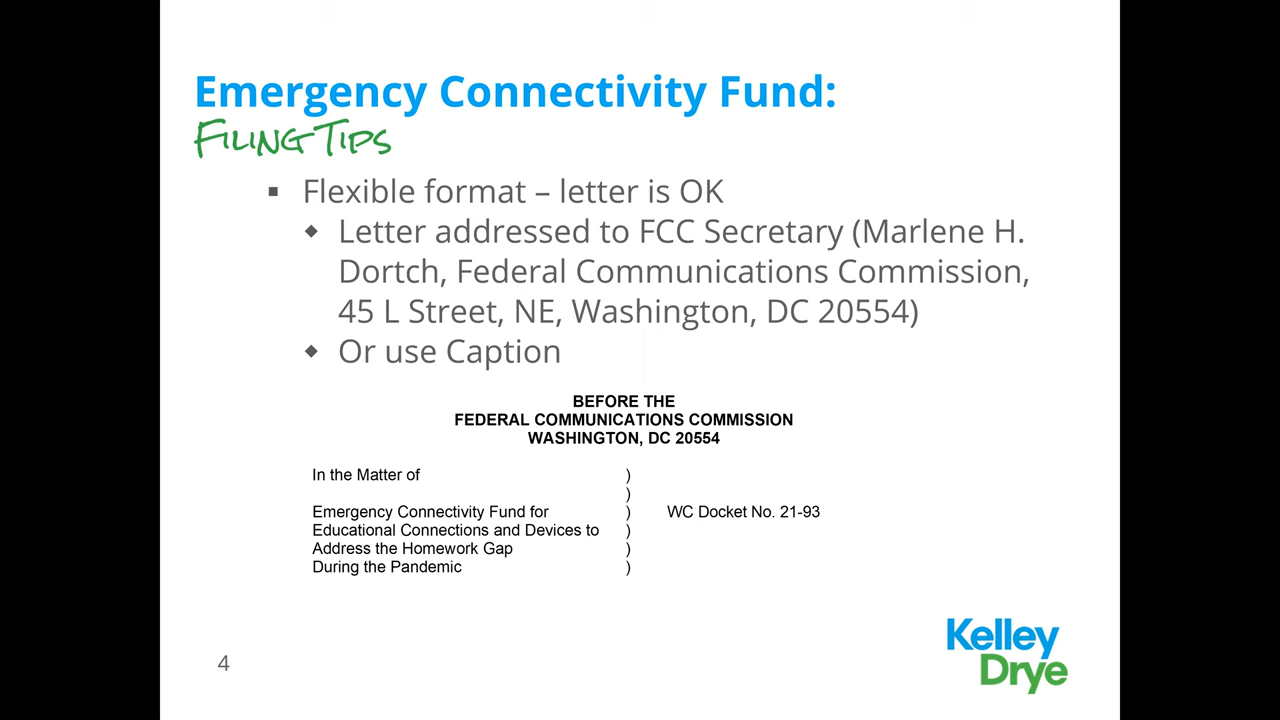 Emergency Connectivity Fund:
Filing Tips
▪ Flexible format – letter is OK
◆ Letter addressed to FCC Secretary (Marlene H.
Dortch, Federal Communications Commission,
45 L Street, NE, Washington, DC 20554)
◆ Or use Caption
BEFORE THE
FEDERAL COMMUNICATIONS COMMISSION
WASHINGTON, DC 20554
In the Matter of )
)
Emergency Connectivity Fund for ) WC Docket No. 21-93
Educational Connections and Devices to )
Address the Homework Gap )
During the Pandemic )
4
Kelley
Drye